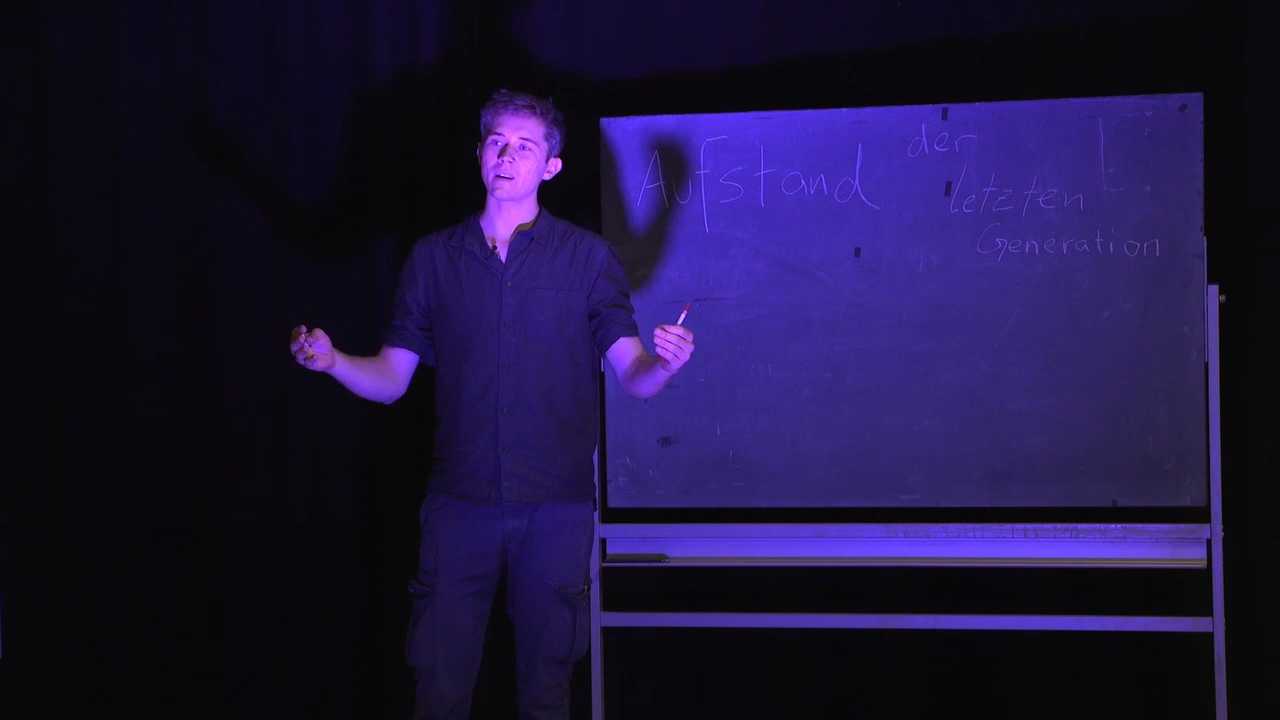 Aufstand der
letzten
Generation